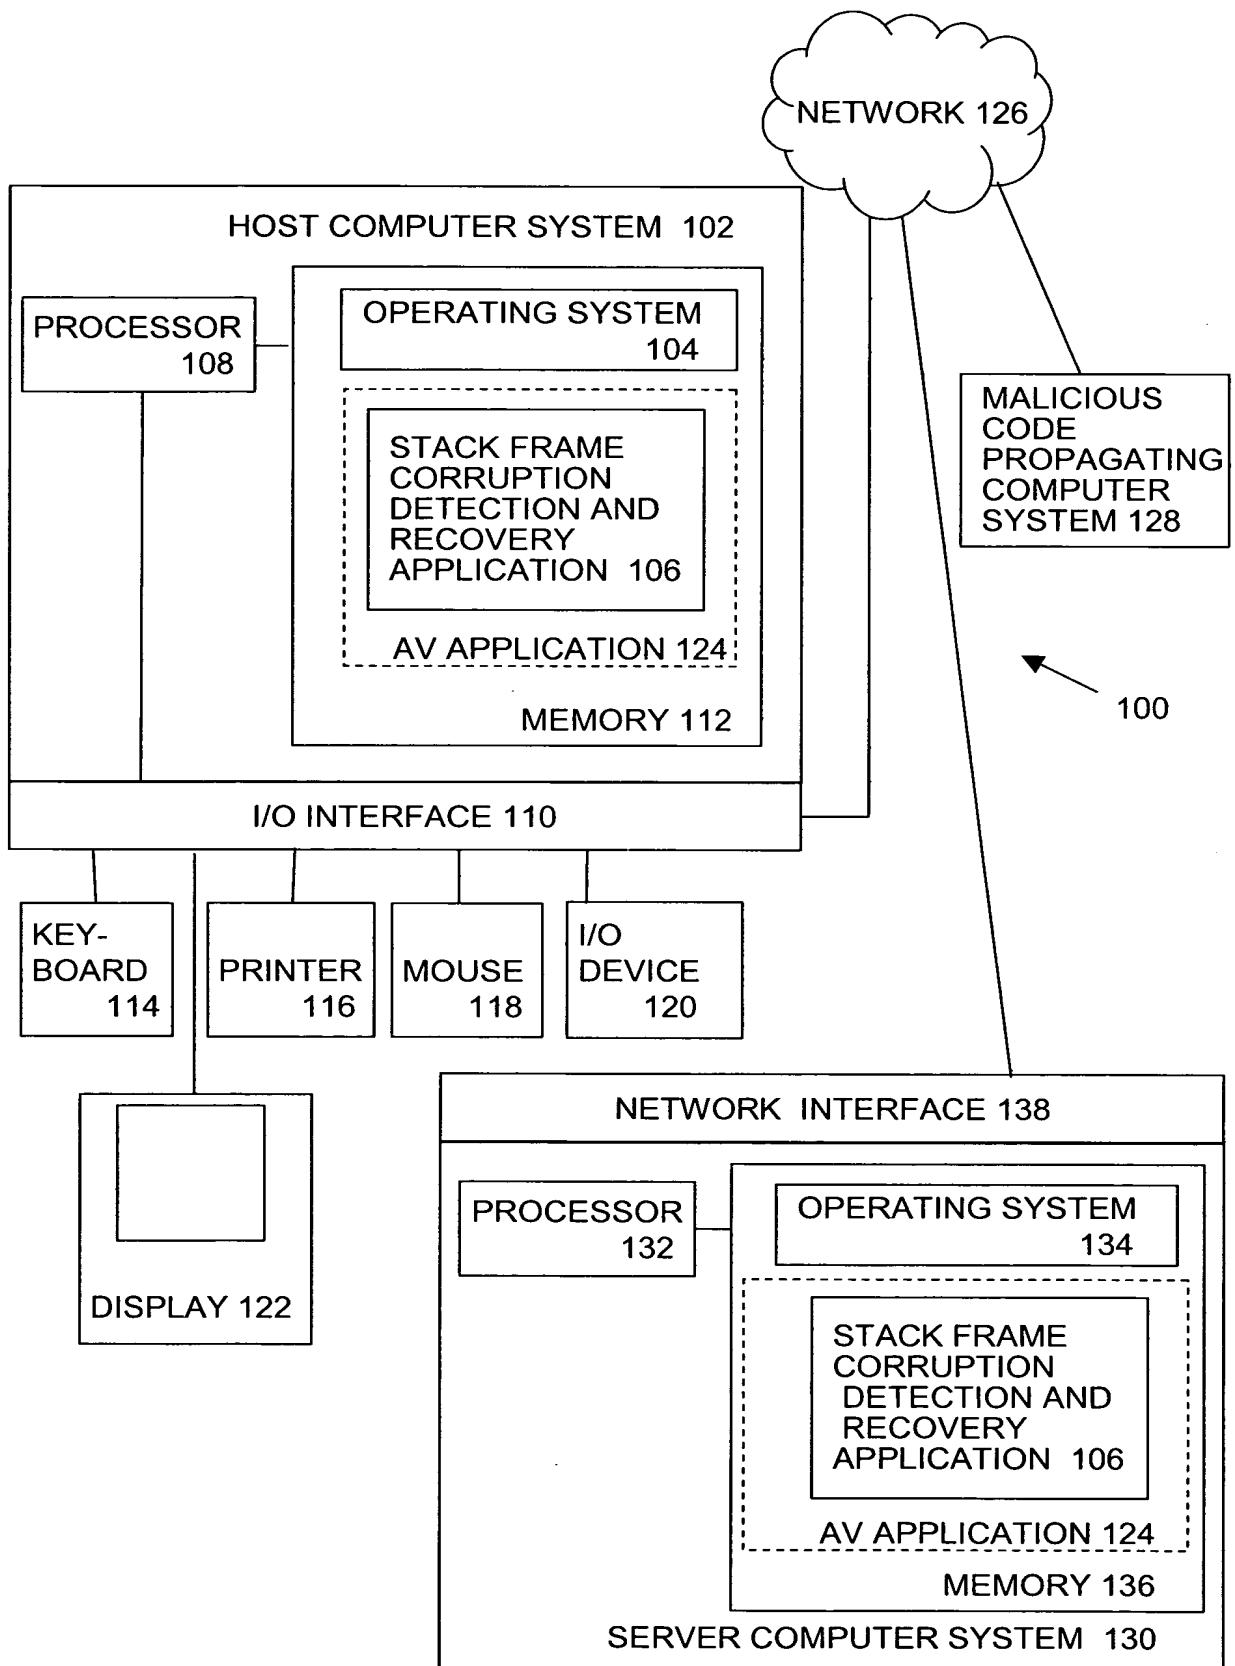 NETWORK 126
HOST COMPUTER SYSTEM 102
PROCESSOR
108
OPERATING SYSTEM
104
STACK FRAME
CORRUPTION
DETECTION AND
RECOVERY
APPLICATION 106
AV APPLICATION 124
MEMORY 112
MALICIOUS
CODE
PROPAGATING
COMPUTER
SYSTEM 128
100
I/O INTERFACE 110
KEY-
BOARD
114
PRINTER
116
MOUSE
118
I/O
DEVICE
120
DISPLAY 122
NETWORK INTERFACE 138
PROCESSOR
132
OPERATING SYSTEM
134
STACK FRAME
CORRUPTION
DETECTION AND
RECOVERY
APPLICATION 106
AV APPLICATION 124
MEMORY 136
SERVER COMPUTER SYSTEM 130